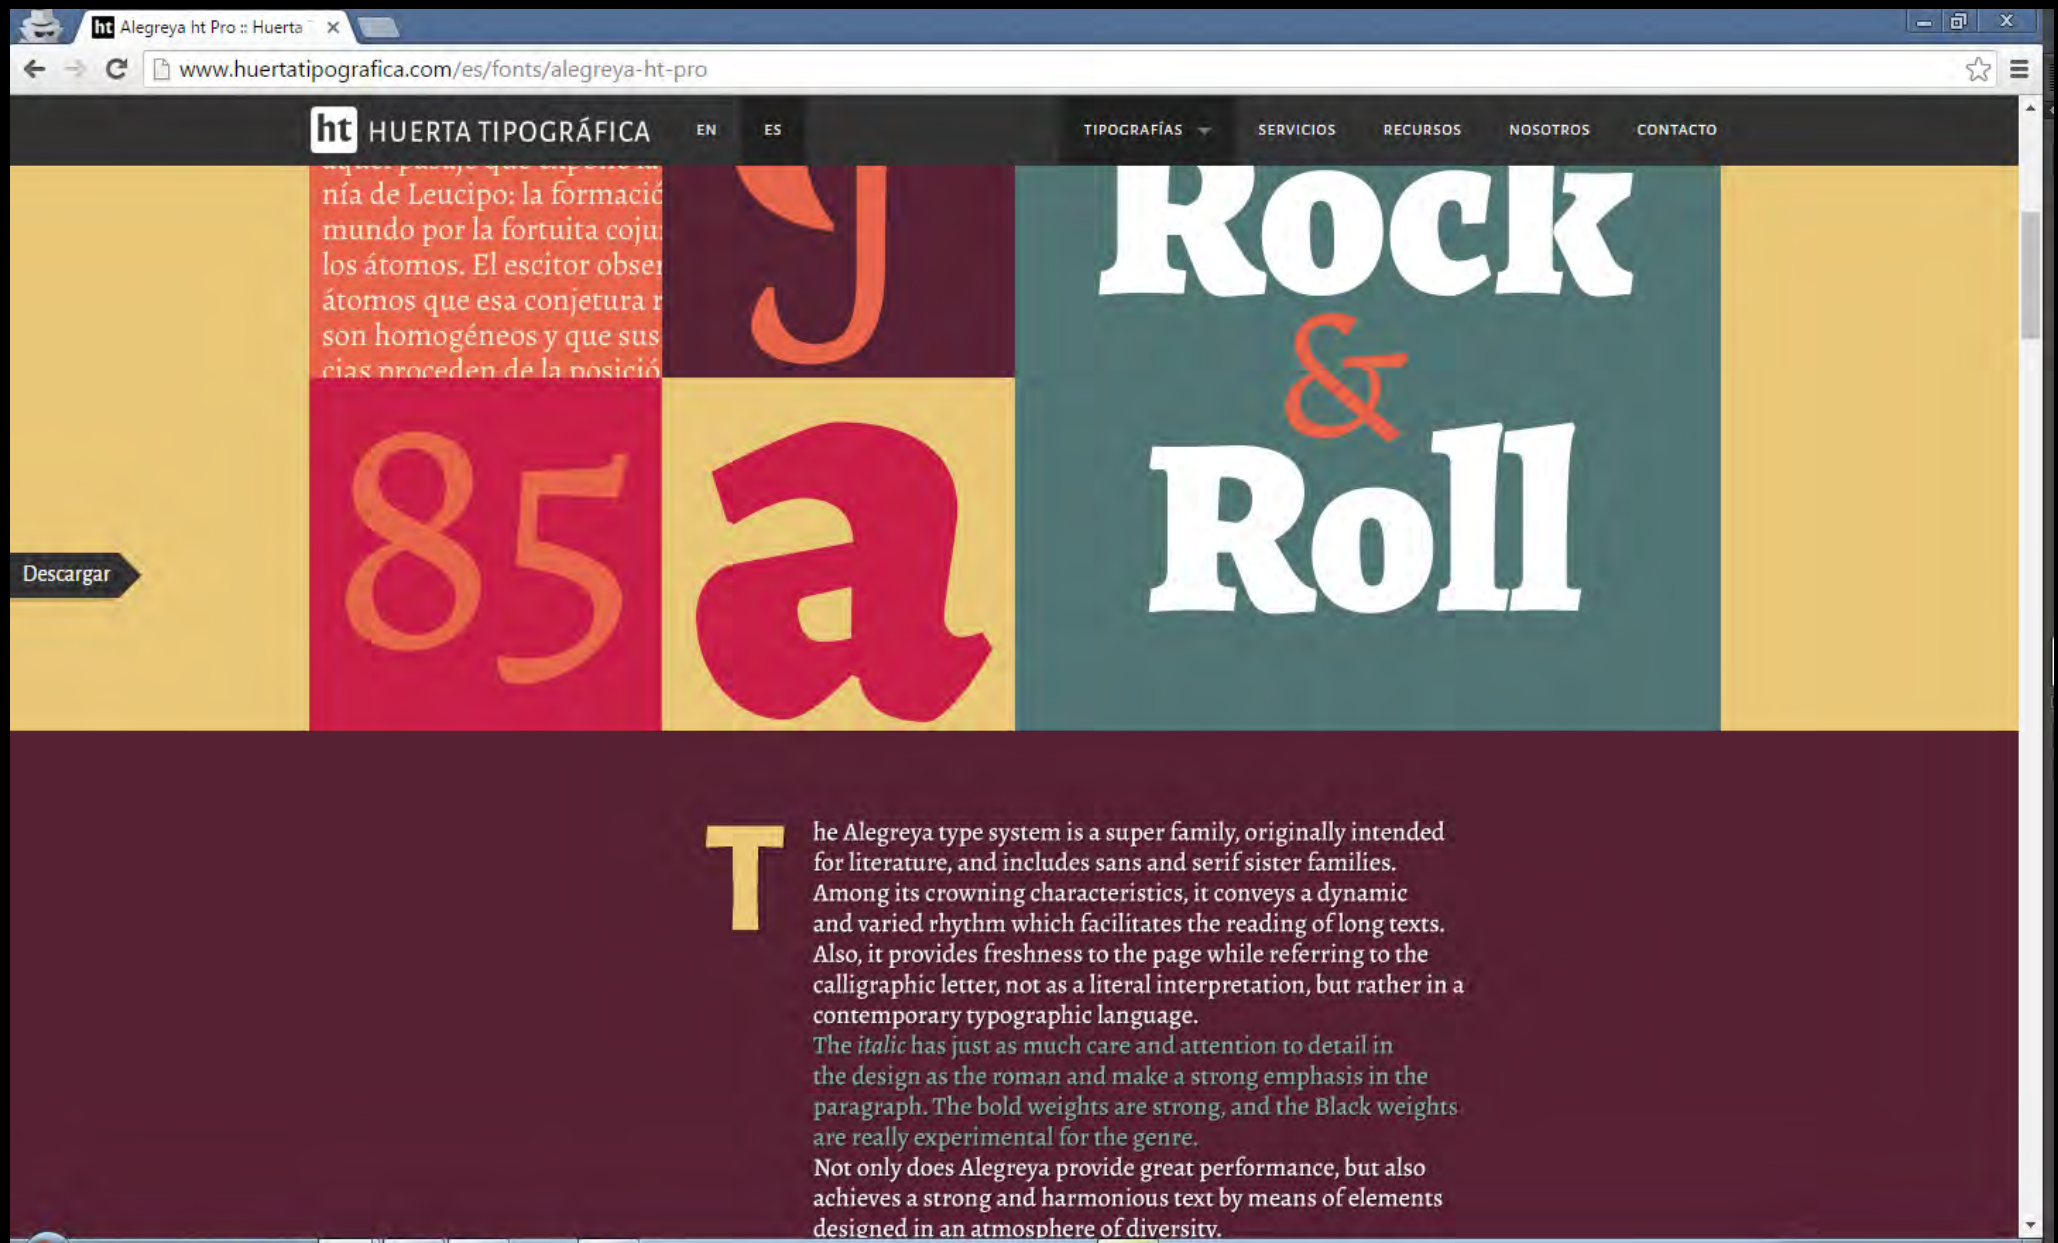 ht Alegreya ht Pro :: Huerta
www.huertatipografica.com/es/fonts/alegreya-ht-pro
ht HUERTA TIPOGRÁFICA EN ES TIPOGRAFÍAS SERVICIOS RECURSOS NOSOTROS CONTACTO
nía de Leucipo: la formació
mundo por la fortuita coju
los átomos. El escitor obser
átomos que esa conjetura r
son homogéneos y que sus
cias proceden de la posició
Rock
&
Roll
85
a
Descargar
The Alegreya type system is a super family, originally intended
for literature, and includes sans and serif sister families.
Among its crowning characteristics, it conveys a dynamic
and varied rhythm which facilitates the reading of long texts.
Also, it provides freshness to the page while referring to the
calligraphic letter, not as a literal interpretation, but rather in a
contemporary typographic language.
The italic has just as much care and attention to detail in
the design as the roman and make a strong emphasis in the
paragraph. The bold weights are strong, and the Black weights
are really experimental for the genre.
Not only does Alegreya provide great performance, but also
achieves a strong and harmonious text by means of elements
designed in an atmosphere of diversity.